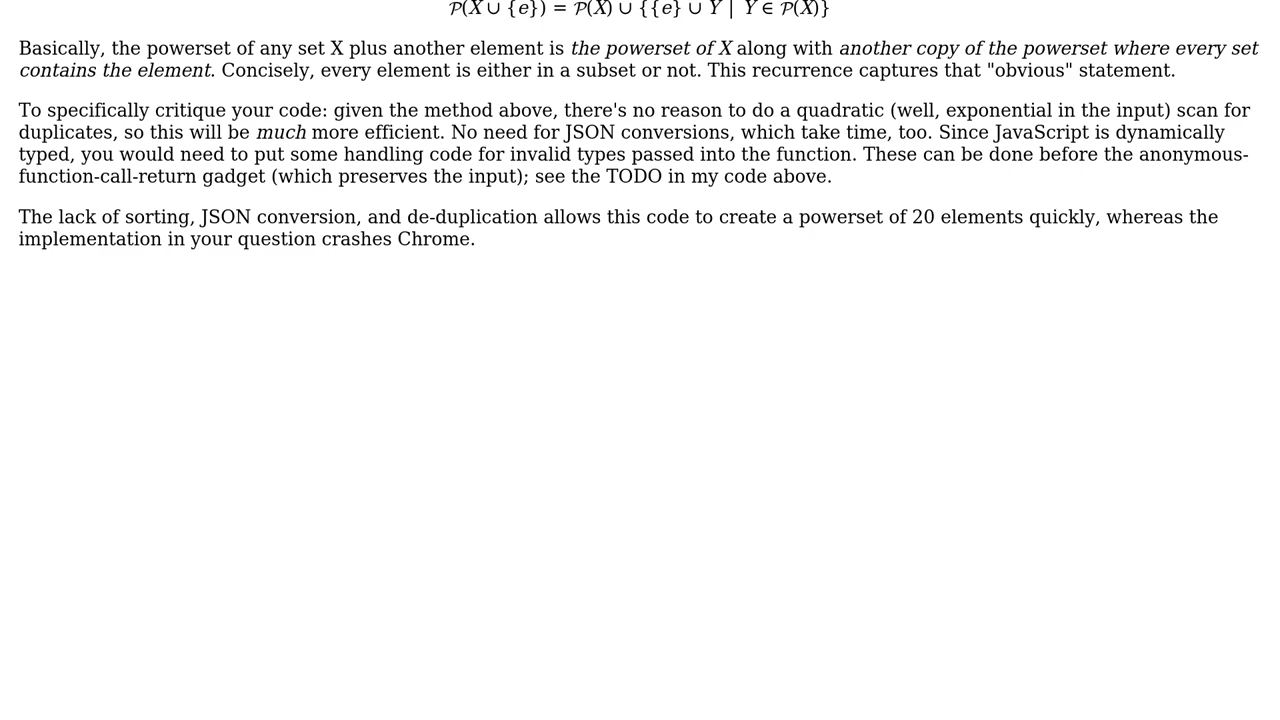 𝒫(X ∪ {e}) = 𝒫(X) ∪ {{e} ∪ Y | Y ∈ 𝒫(X)}
Basically, the powerset of any set X plus another element is the powerset of X along with another copy of the powerset where every set
contains the element. Concisely, every element is either in a subset or not. This recurrence captures that "obvious" statement.
To specifically critique your code: given the method above, there's no reason to do a quadratic (well, exponential in the input) scan for
duplicates, so this will be much more efficient. No need for JSON conversions, which take time, too. Since JavaScript is dynamically
typed, you would need to put some handling code for invalid types passed into the function. These can be done before the anonymous-
function-call-return gadget (which preserves the input); see the TODO in my code above.
The lack of sorting, JSON conversion, and de-duplication allows this code to create a powerset of 20 elements quickly, whereas the
implementation in your question crashes Chrome.